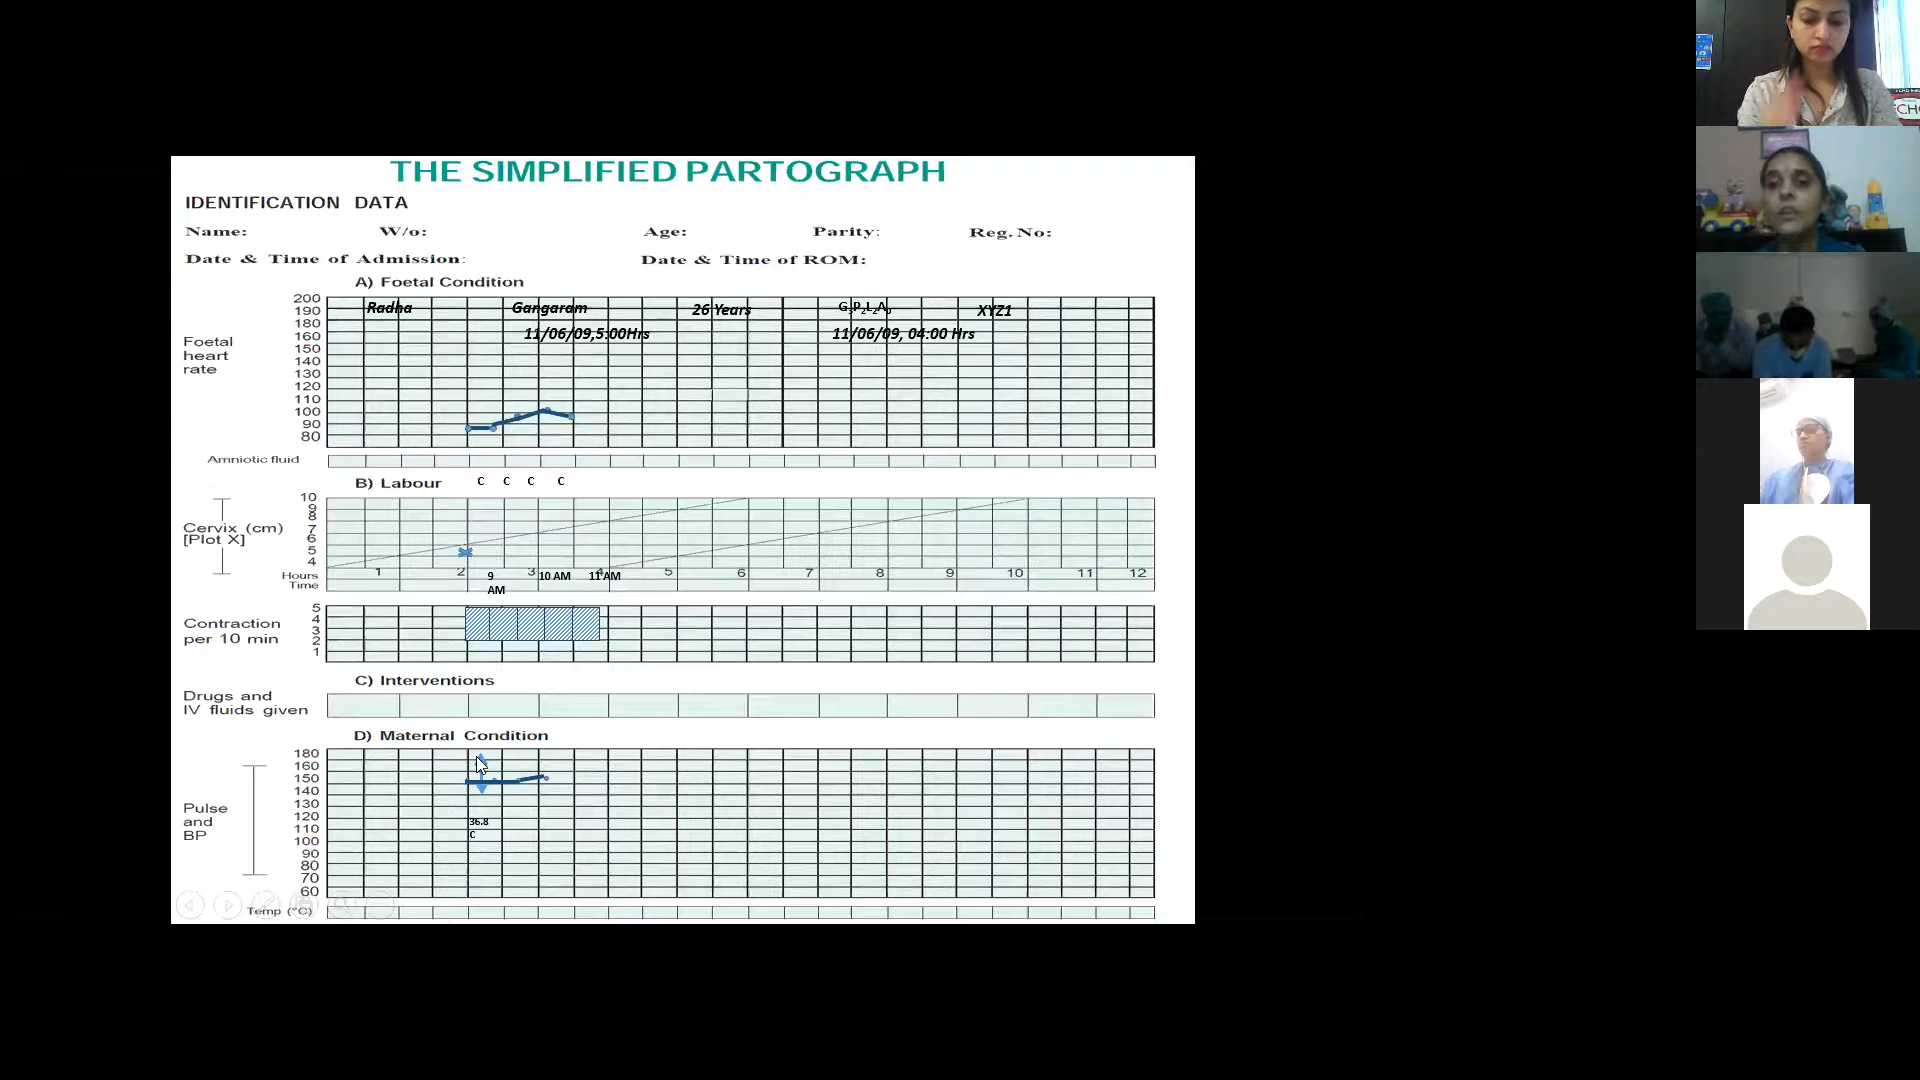 THE SIMPLIFIED PARTOGRAPH
IDENTIFICATION DATA
Name: W/o: Age: Parity: Reg. No:
Date & Time of Admission: Date & Time of ROM:
A) Foetal Condition
Radha Gangaram 26 Years G3P2L2A0 XYZ1
11/06/09,5:00Hrs 11/06/09, 04:00 Hrs
Foetal
heart
rate
200
190
180
160
150
140
130
120
110
100
90
80
Amniotic fluid
C C C C
B) Labour
Cervix (cm)
[Plot X]
10
9
8
7
6
5
4
Hours 1 2 3 4 5 6 7 8 9 10 11 12
Time 9 AM 10 AM 11 AM
Contraction
per 10 min
5
4
3
2
1
C) Interventions
Drugs and
IV fluids given
D) Maternal Condition
Pulse
and
BP
180
160
150
140
130
120
110
100
90
80
70
60
36.8
C
Temp (°C)